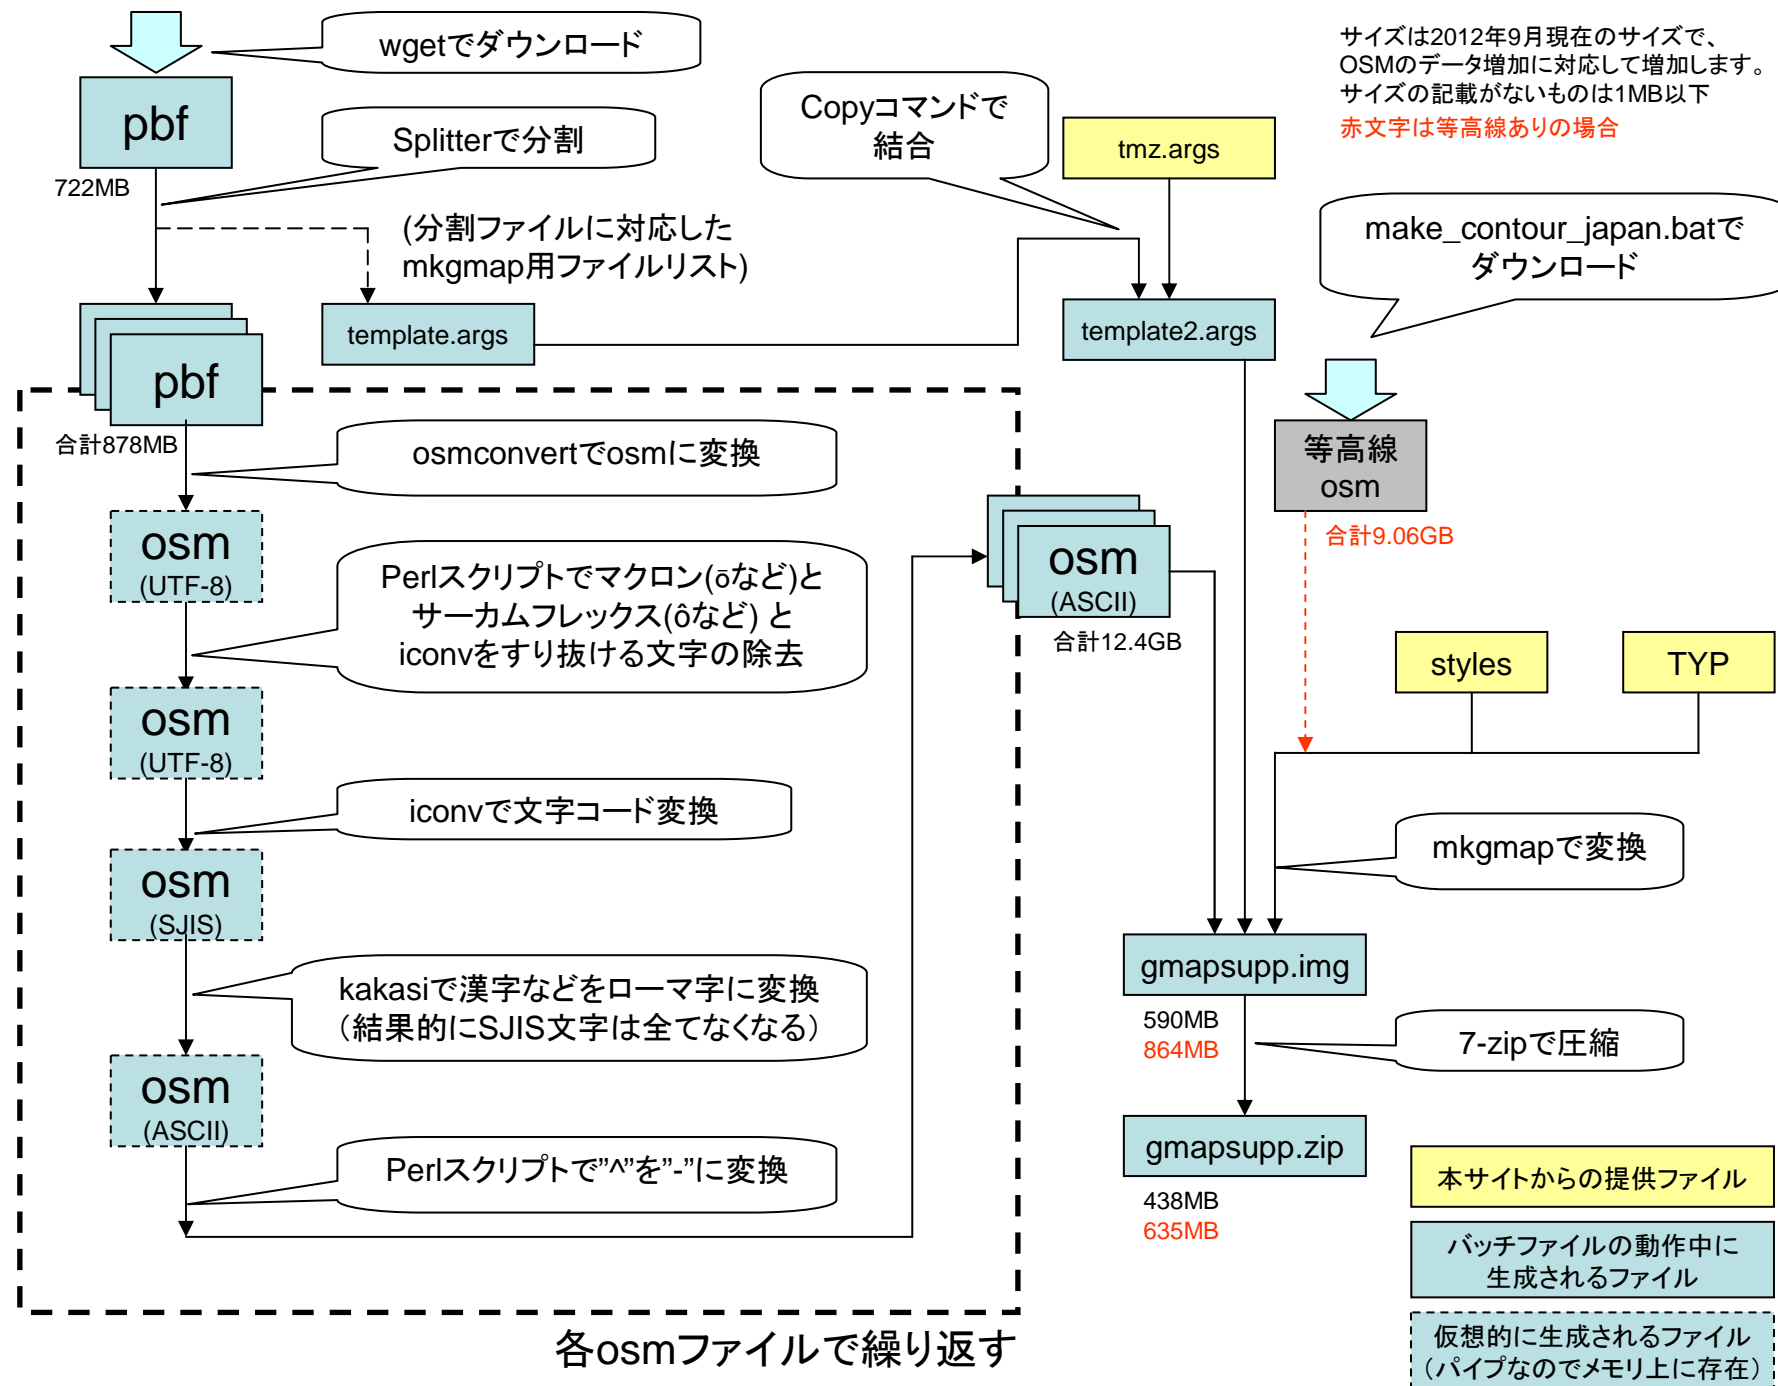 wgetでダウンロード
pbf
722MB
Splitterで分割
(分割ファイルに対応した
mkgmap用ファイルリスト)
template.args
Copyコマンドで
結合
tmz.args
template2.args
サイズは2012年9月現在のサイズで、
OSMのデータ増加に対応して増加します。
サイズの記載がないものは1MB以下
赤文字は等高線ありの場合
make_contour_japan.batで
ダウンロード
pbf
合計878MB
osmconvertでosmに変換
osm
(UTF-8)
Perlスクリプトでマクロン(ōなど)と
サーカムフレックス(ôなど) と
iconvをすり抜ける文字の除去
osm
(UTF-8)
iconvで文字コード変換
osm
(SJIS)
kakasiで漢字などをローマ字に変換
（結果的にSJIS文字は全てなくなる）
osm
(ASCII)
Perlスクリプトで”^”を”-”に変換
各osmファイルで繰り返す
osm
(ASCII)
合計12.4GB
等高線
osm
合計9.06GB
styles
TYP
mkgmapで変換
gmapsupp.img
590MB
864MB
7-zipで圧縮
gmapsupp.zip
438MB
635MB
本サイトからの提供ファイル
バッチファイルの動作中に
生成されるファイル
仮想的に生成されるファイル
（パイプなのでメモリ上に存在）